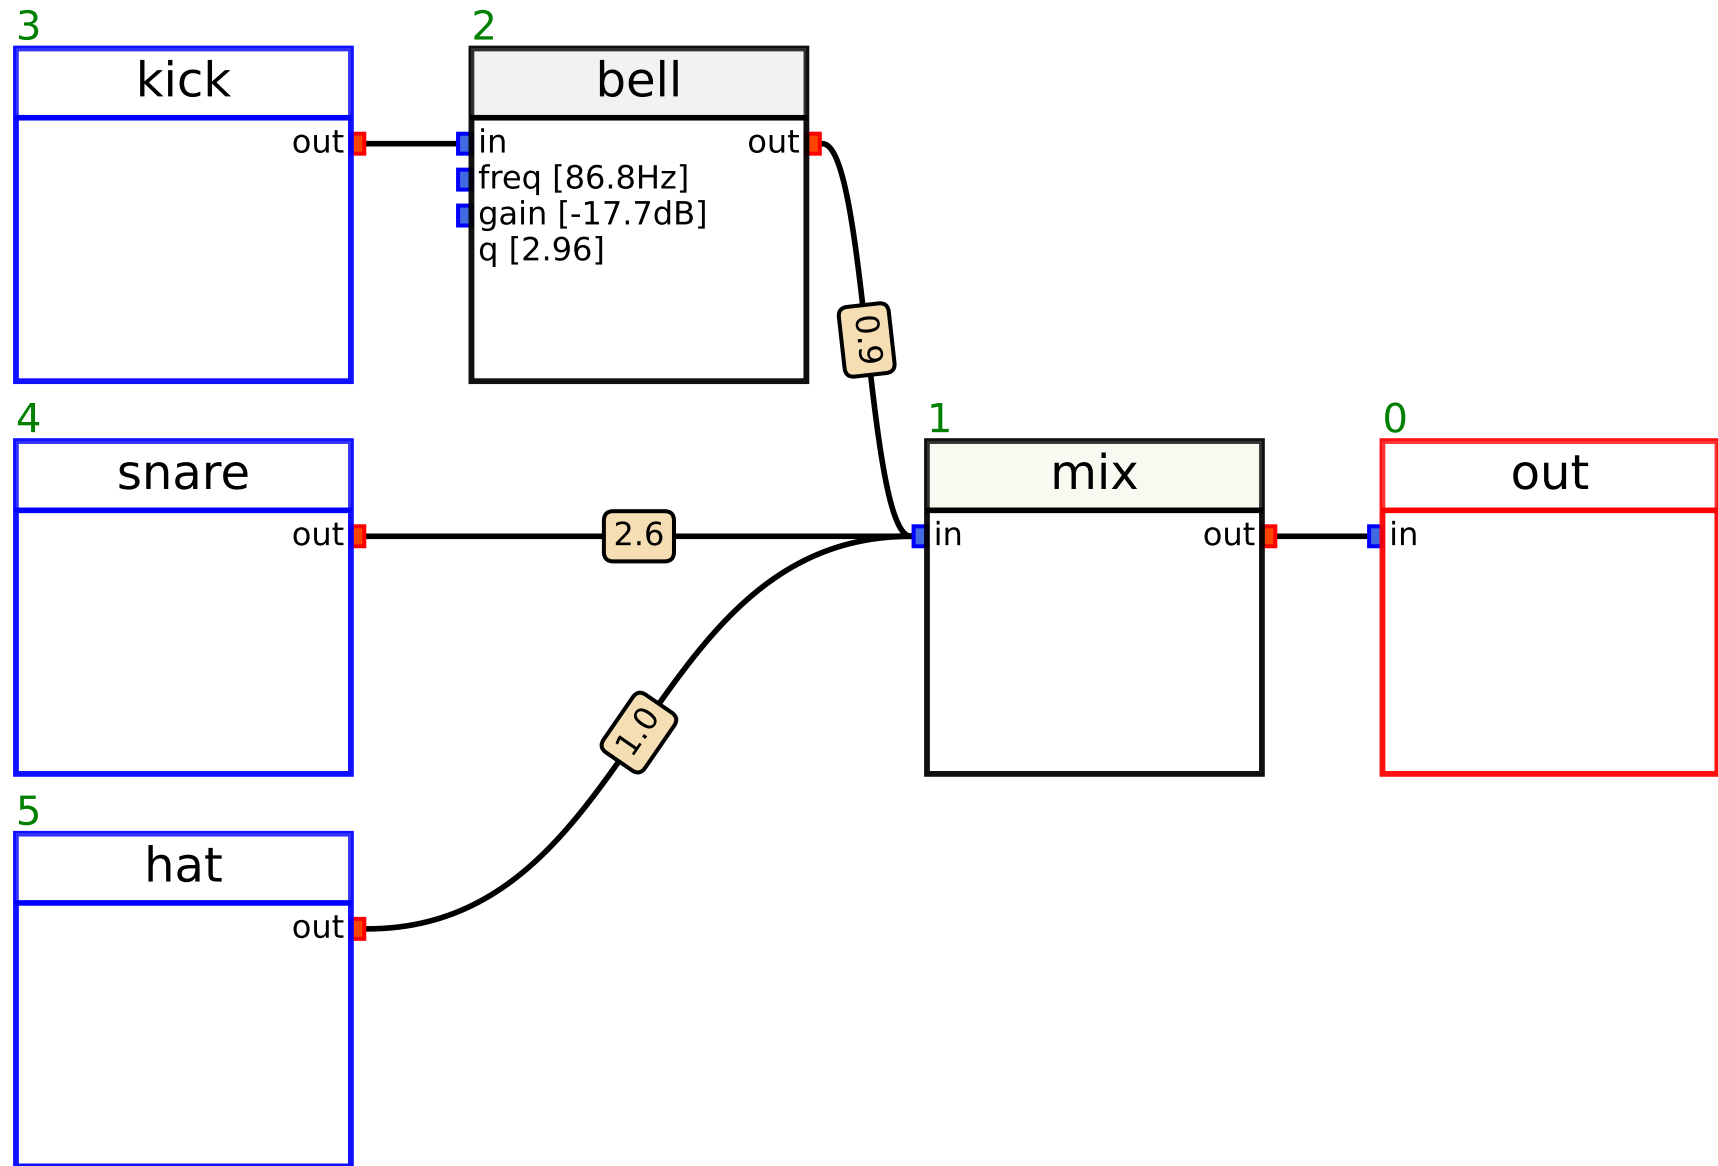 3
kick
out
2
bell
in
out
freq [86.8Hz]
gain [-17.7dB]
q [2.96]
0.9
4
snare
out
2.6
1
mix
in
out
0
out
in
1.0
5
hat
out